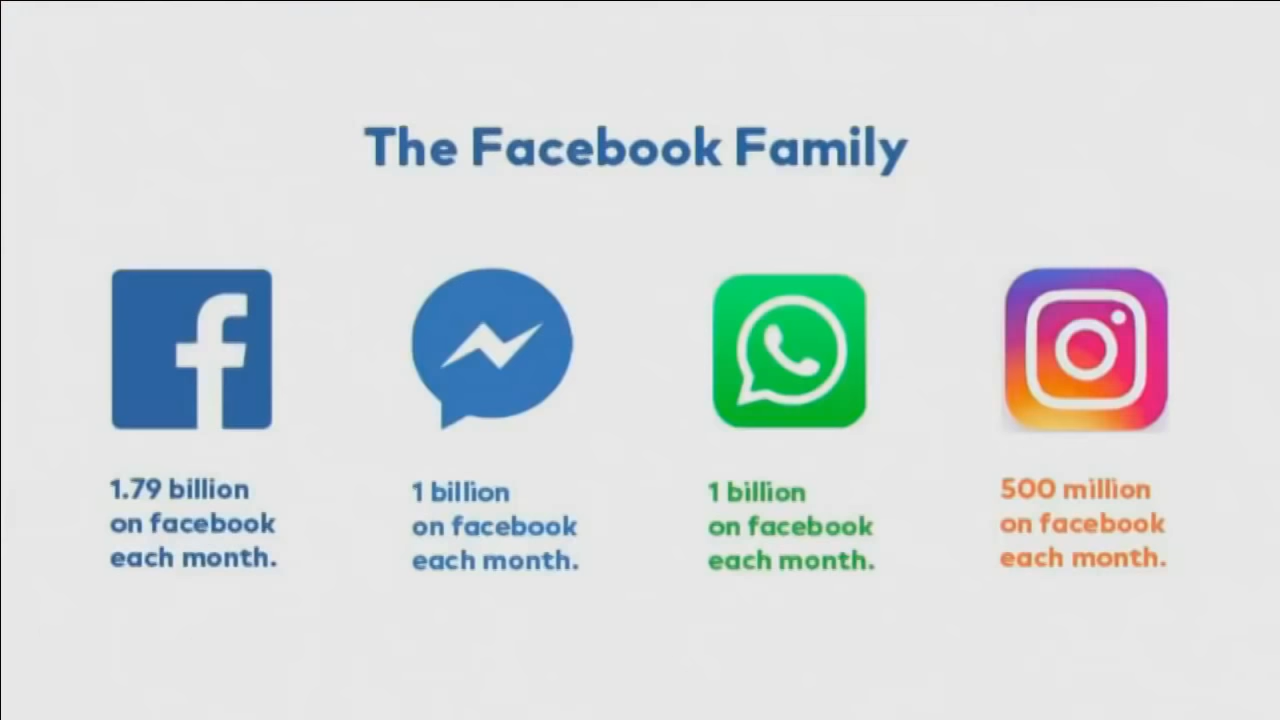 The Facebook Family
1.79 billion
on facebook
each month.
1 billion
on facebook
each month.
1 billion
on facebook
each month.
500 million
on facebook
each month.